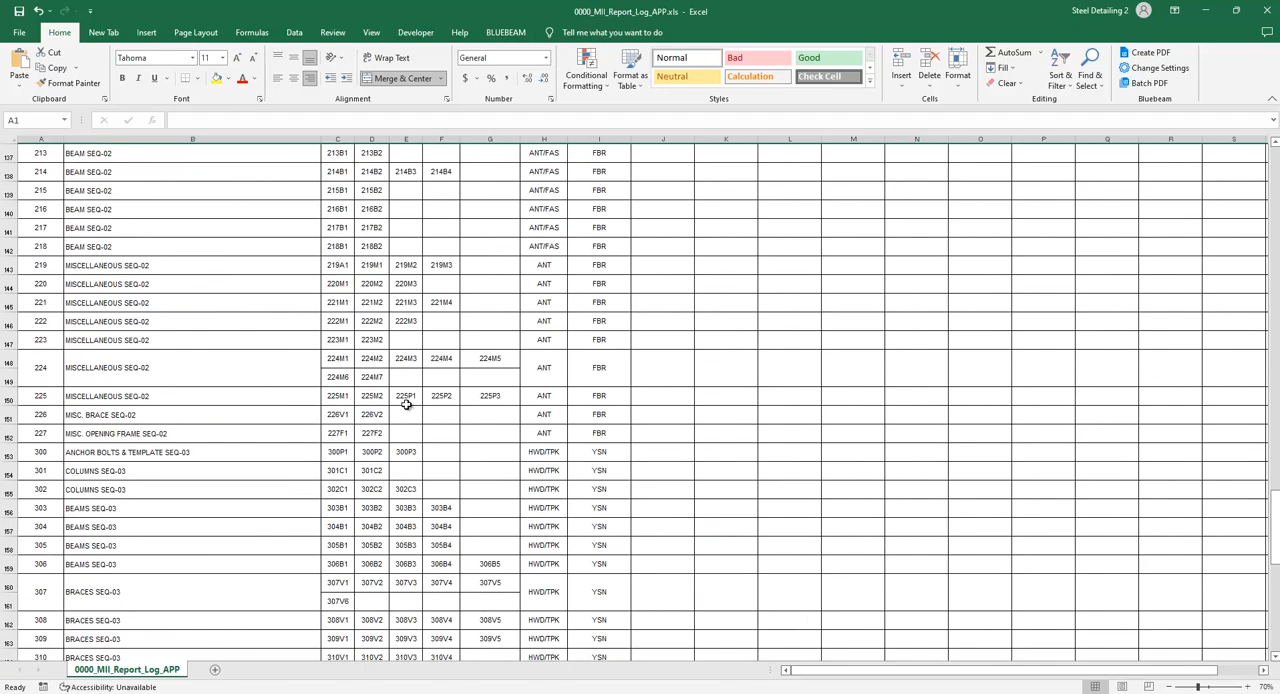 0000_MII_Report_Log_APP.xls - Excel
Steel Detailing 2
File Home New Tab Insert Page Layout Formulas Data Review View Developer Help BLUEBEAM Tell me what you want to do
Paste
Cut
Copy
Format Painter
Clipboard
Tahoma 11
B I U
Font
Wrap Text
Merge & Center
Alignment
General
$ % ,
Number
Conditional Formatting
Format as Table
Normal Bad Good
Neutral Calculation Check Cell
Styles
Insert Delete Format
Cells
AutoSum
Fill
Clear
Sort & Filter
Find & Select
Editing
Create PDF
Change Settings
Batch PDF
Bluebeam
A1
A B C D E F G H I J K L M N O P Q R S
137 213 BEAM SEQ-02 213B1 213B2 ANT/FAS FBR
138 214 BEAM SEQ-02 214B1 214B2 214B3 214B4 ANT/FAS FBR
139 215 BEAM SEQ-02 215B1 215B2 ANT/FAS FBR
140 216 BEAM SEQ-02 216B1 216B2 ANT/FAS FBR
141 217 BEAM SEQ-02 217B1 217B2 ANT/FAS FBR
142 218 BEAM SEQ-02 218B1 218B2 ANT/FAS FBR
143 219 MISCELLANEOUS SEQ-02 219A1 219M1 219M2 219M3 ANT FBR
144 220 MISCELLANEOUS SEQ-02 220M1 220M2 220M3 ANT FBR
145 221 MISCELLANEOUS SEQ-02 221M1 221M2 221M3 221M4 ANT FBR
146 222 MISCELLANEOUS SEQ-02 222M1 222M2 222M3 ANT FBR
147 223 MISCELLANEOUS SEQ-02 223M1 223M2 ANT FBR
148 224 MISCELLANEOUS SEQ-02 224M1 224M2 224M3 224M4 224M5 ANT FBR
149 224M6 224M7
150 225 MISCELLANEOUS SEQ-02 225M1 225M2 225P1 225P2 225P3 ANT FBR
151 226 MISC. BRACE SEQ-02 226V1 226V2 ANT FBR
152 227 MISC. OPENING FRAME SEQ-02 227F1 227F2 ANT FBR
153 300 ANCHOR BOLTS & TEMPLATE SEQ-03 300P1 300P2 300P3 HWD/TPK YSN
154 301 COLUMNS SEQ-03 301C1 301C2 HWD/TPK YSN
155 302 COLUMNS SEQ-03 302C1 302C2 302C3 HWD/TPK YSN
156 303 BEAMS SEQ-03 303B1 303B2 303B3 303B4 HWD/TPK YSN
157 304 BEAMS SEQ-03 304B1 304B2 304B3 304B4 HWD/TPK YSN
158 305 BEAMS SEQ-03 305B1 305B2 305B3 305B4 HWD/TPK YSN
159 306 BEAMS SEQ-03 306B1 306B2 306B3 306B4 306B5 HWD/TPK YSN
160 307 BRACES SEQ-03 307V1 307V2 307V3 307V4 307V5 HWD/TPK YSN
161 307V6
162 308 BRACES SEQ-03 308V1 308V2 308V3 308V4 308V5 HWD/TPK YSN
163 309 BRACES SEQ-03 309V1 309V2 309V3 309V4 309V5 HWD/TPK YSN
310 BRACES SEQ-03 310V1 310V2 310V3 310V4 HWD/TPK YSN
0000_MII_Report_Log_APP
Ready Accessibility: Unavailable 70%